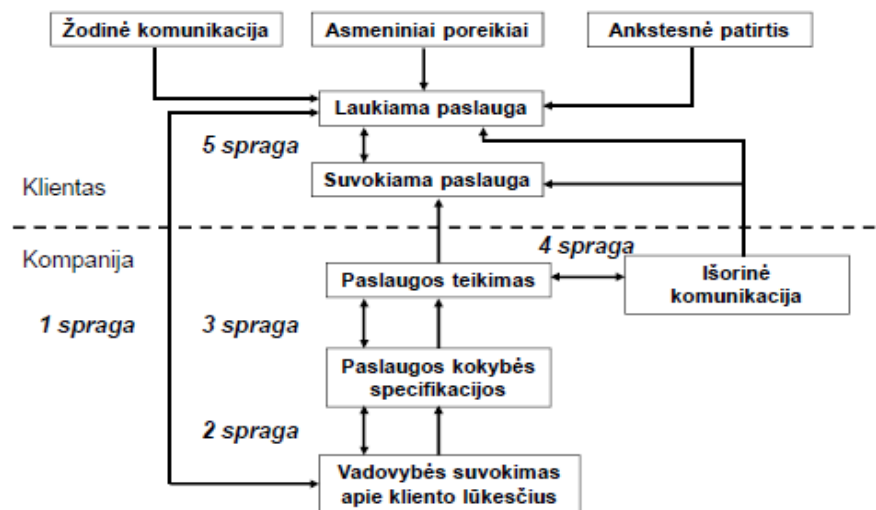 Žodinė komunikacija
Asmeniniai poreikiai
Ankstesnė patirtis
Laukiama paslauga
5 spraga
Suvokiama paslauga
Klientas
Kompanija
4 spraga
Paslaugos teikimas
Išorinė
komunikacija
1 spraga
3 spraga
Paslaugos kokybės
specifikacijos
2 spraga
Vadovybės suvokimas
apie kliento lūkesčius